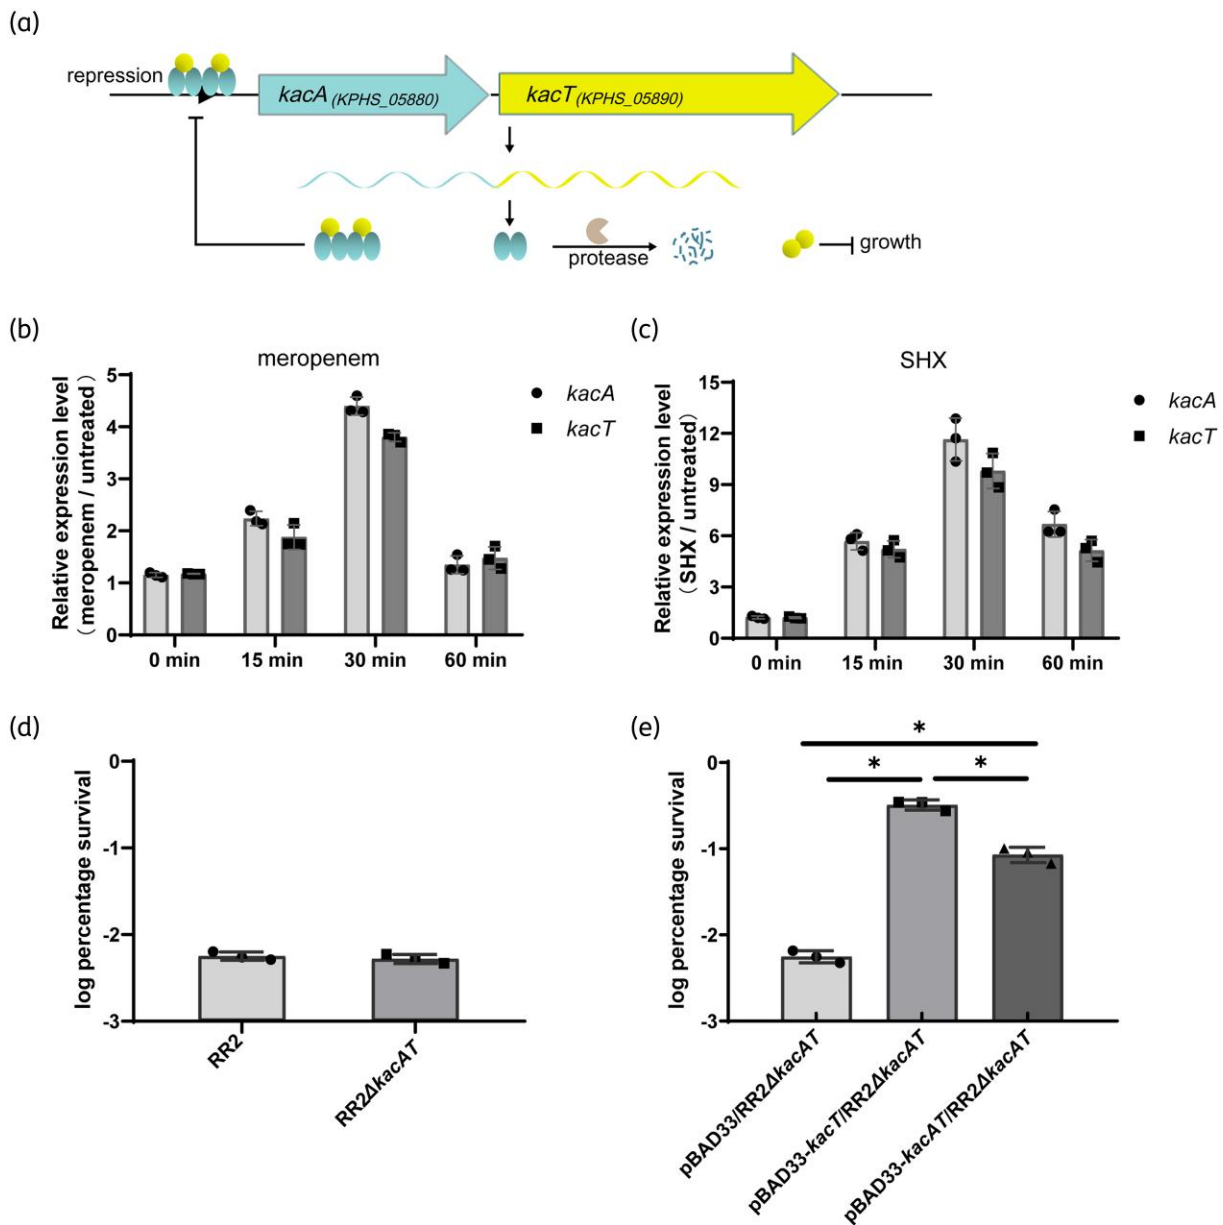 (a)
repression
kacA (KPHS_05880)
kacT(KPHS_05890)
protease
growth
(b)
meropenem
Relative expression level
(meropenem / untreated)
5
4
3
2
1
0
0 min
15 min
30 min
60 min
kacA
kacT
(c)
SHX
Relative expression level
(SHX / untreated)
15
12
9
6
3
0
0 min
15 min
30 min
60 min
kacA
kacT
(d)
log percentage survival
-0
-1
-2
-3
RR2
RR2ΔkacAT
(e)
log percentage survival
0
-1
-2
-3
*
*
*
pBAD33/RR2ΔkacAT
pBAD33-kacT/RR2ΔkacAT
pBAD33-kacAT/RR2ΔkacAT